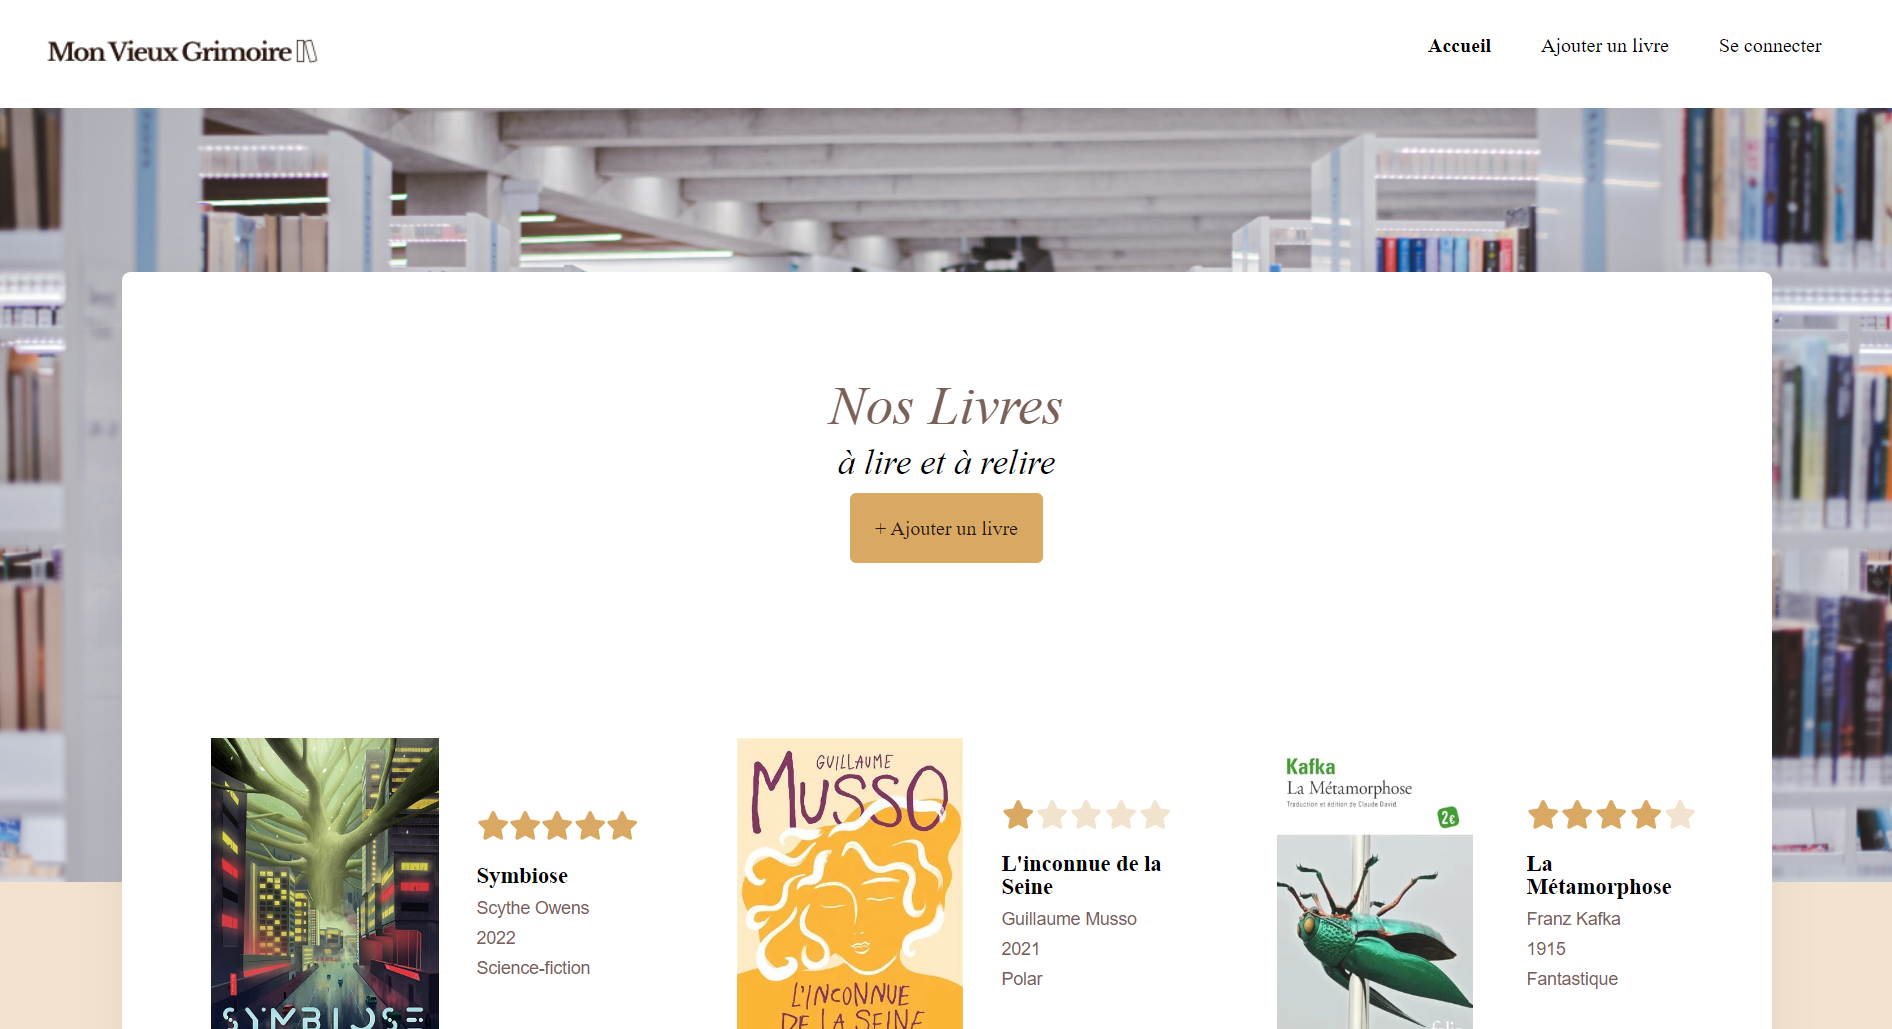 Mon Vieux Grimoire
Accueil
Ajouter un livre
Se connecter
Nos Livres
à lire et à relire
+ Ajouter un livre
SYMBIOSE
Symbiose
Scythe Owens
2022
Science-fiction
GUILLAUME
MUSSO
L'INCONNUE
DE LA SEINE
L'inconnue de la
Seine
Guillaume Musso
2021
Polar
Kafka
La Métamorphose
Traduction et édition de Claude David
2€
La
Métamorphose
Franz Kafka
1915
Fantastique